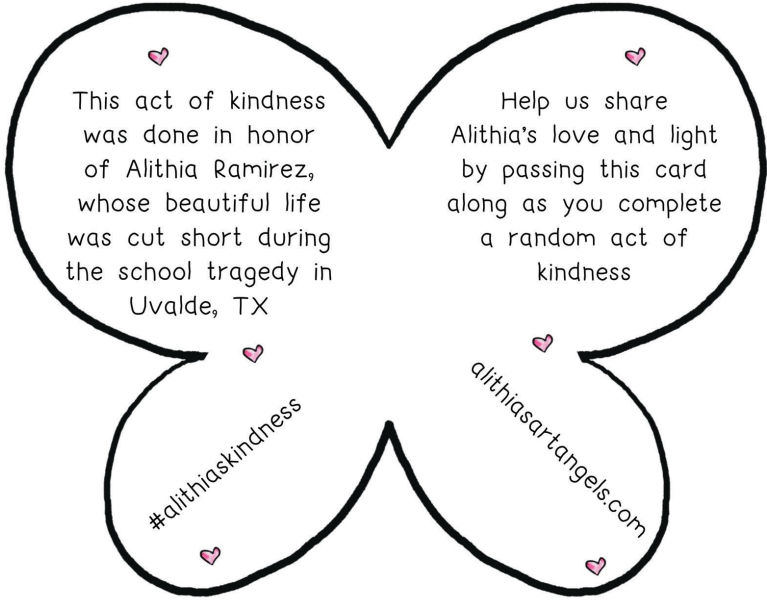 This act of kindness
was done in honor
of Alithia Ramirez,
whose beautiful life
was cut short during
the school tragedy in
Uvalde, TX
#alithiaskindness
Help us share
Alithia's love and light
by passing this card
along as you complete
a random act of
kindness
alithiasartangels.com